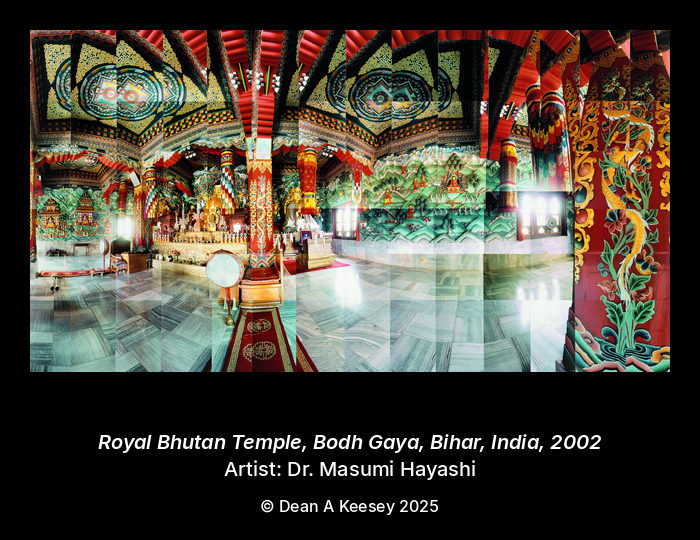 Royal Bhutan Temple, Bodh Gaya, Bihar, India, 2002
Artist: Dr. Masumi Hayashi
© Dean A Keesey 2025